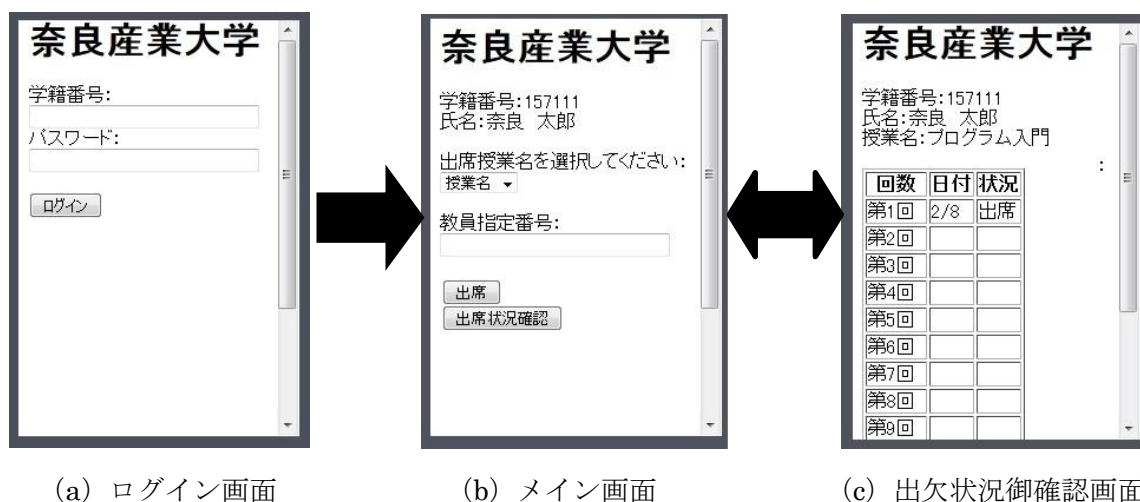 奈良産業大学
学籍番号:
パスワード:
ログイン
(a) ログイン画面
奈良産業大学
学籍番号:157111
氏名:奈良 太郎
出席授業名を選択してください:
授業名
教員指定番号:
出席
出席状況確認
(b) メイン画面
奈良産業大学
学籍番号:157111
氏名:奈良 太郎
授業名:プログラム入門
:
回数 日付 状況
第1回 2/8 出席
第2回
第3回
第4回
第5回
第6回
第7回
第8回
第9回
(c) 出欠状況御確認画面